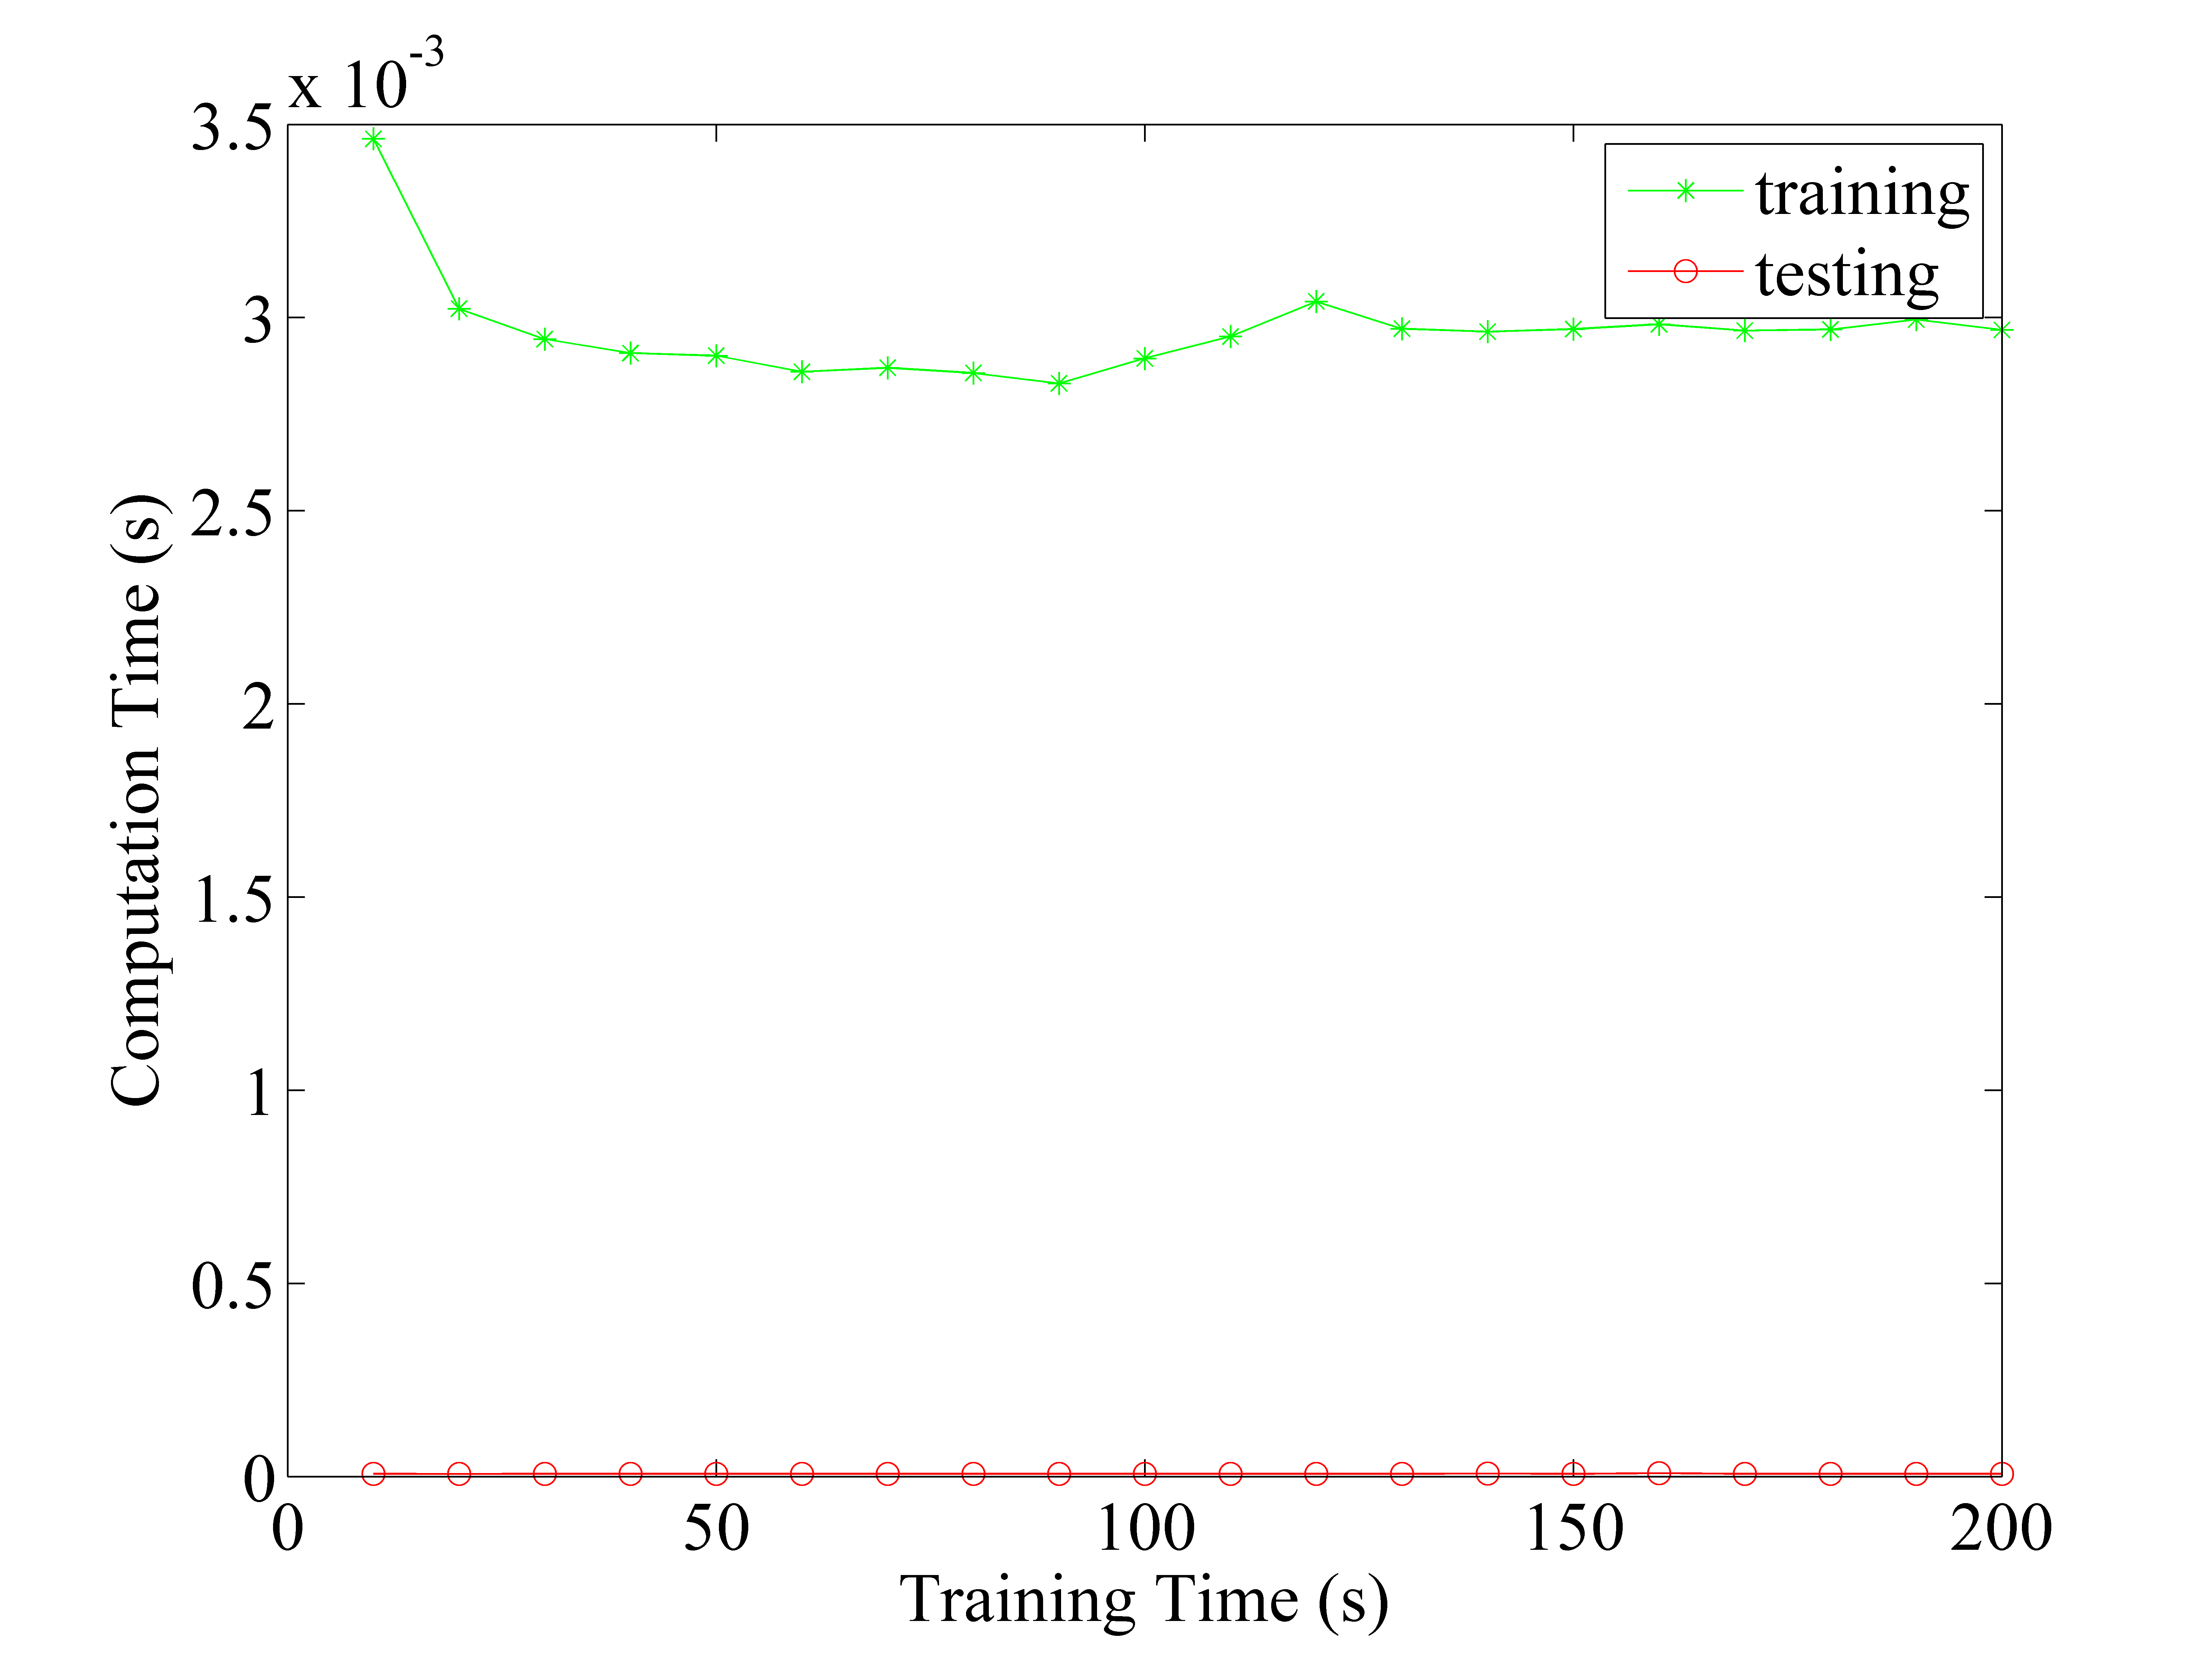 x 10^-3
3.5
3
2.5
2
1.5
1
0.5
0
0 50 100 150 200
Computation Time (s)
Training Time (s)
training
testing